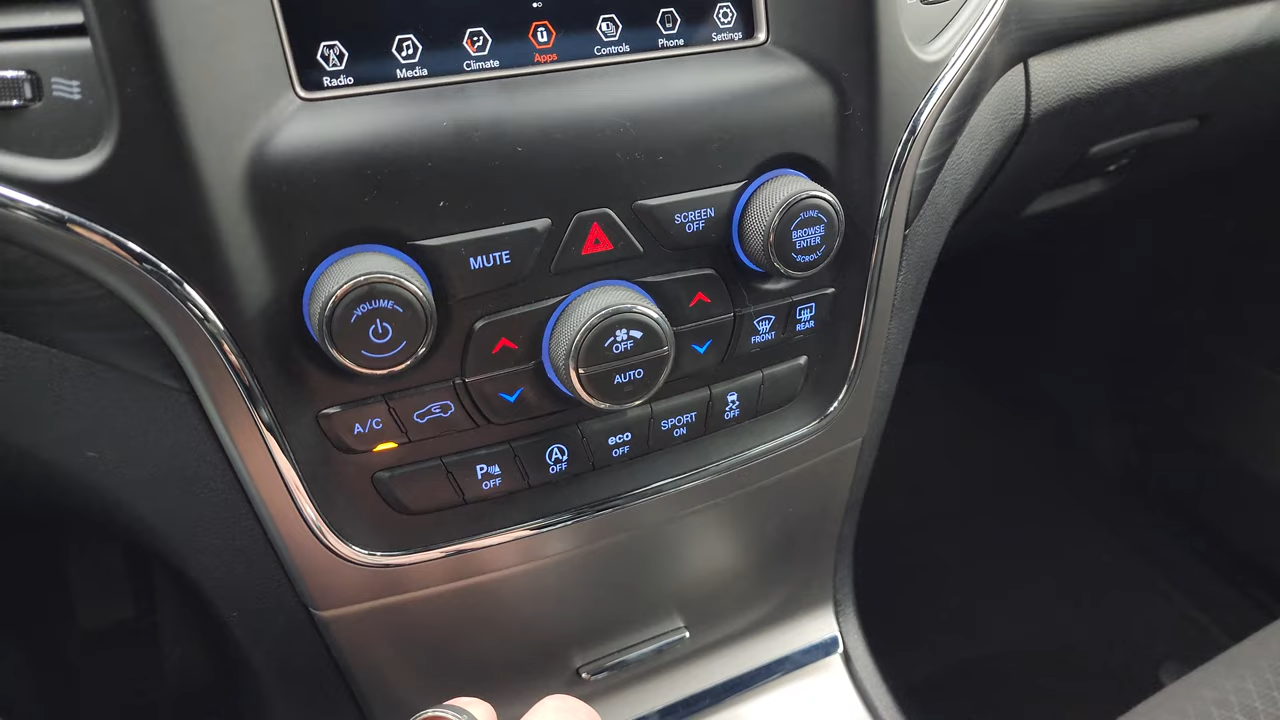 Radio
Media
Climate
Apps
Controls
Phone
Settings
MUTE
SCREEN
OFF
TUNE
BROWSE
ENTER
SCROLL
VOLUME
OFF
AUTO
FRONT
REAR
A/C
P
OFF
A
OFF
eco
OFF
SPORT
ON
OFF